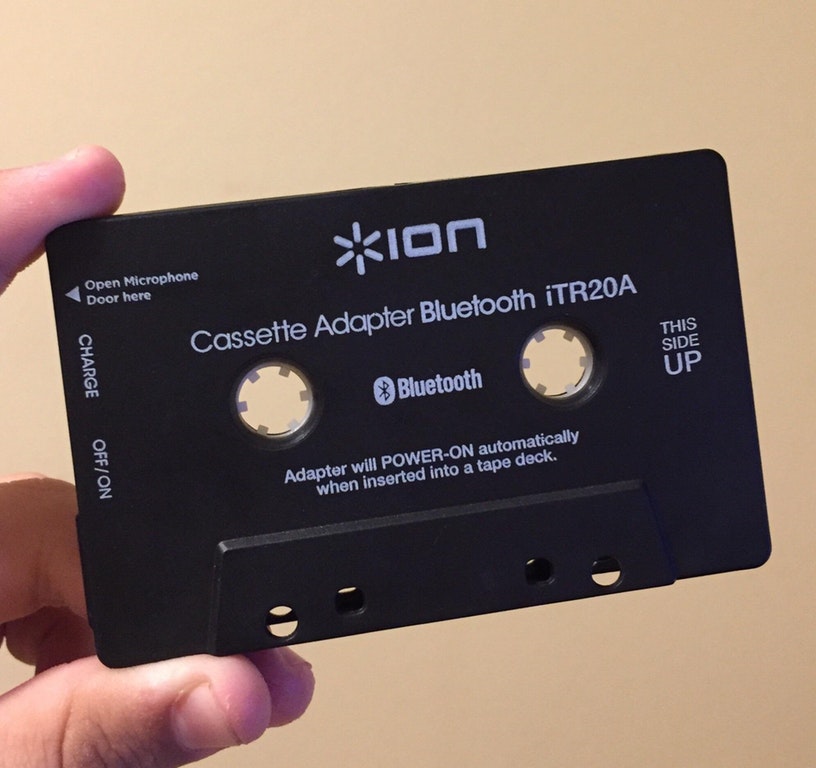 ION
Open Microphone
Door here
Cassette Adapter Bluetooth iTR20A
CHARGE
THIS
SIDE
UP
Bluetooth
OFF/ON
Adapter will POWER-ON automatically
when inserted into a tape deck.